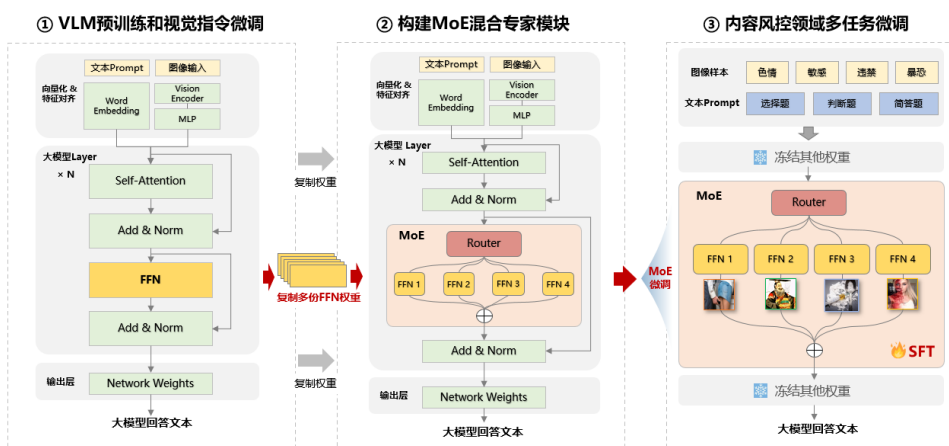 ① VLM预训练和视觉指令微调
文本Prompt
图像输入
向量化 &
特征对齐
Word
Embedding
Vision
Encoder
MLP
大模型Layer
× N
Self-Attention
Add & Norm
FFN
Add & Norm
输出层
Network Weights
大模型回答文本
复制权重
复制多份FFN权重
复制权重
② 构建MoE混合专家模块
文本Prompt
图像输入
向量化 &
特征对齐
Word
Embedding
Vision
Encoder
MLP
大模型 Layer
× N
Self-Attention
Add & Norm
MoE
Router
FFN 1
FFN 2
FFN 3
FFN 4
Add & Norm
输出层
Network Weights
大模型回答文本
MoE
微调
③ 内容风控领域多任务微调
图像样本
色情
敏感
违禁
暴恐
文本Prompt
选择题
判断题
简答题
冻结其他权重
MoE
Router
FFN 1
FFN 2
FFN 3
FFN 4
SFT
冻结其他权重
大模型回答文本